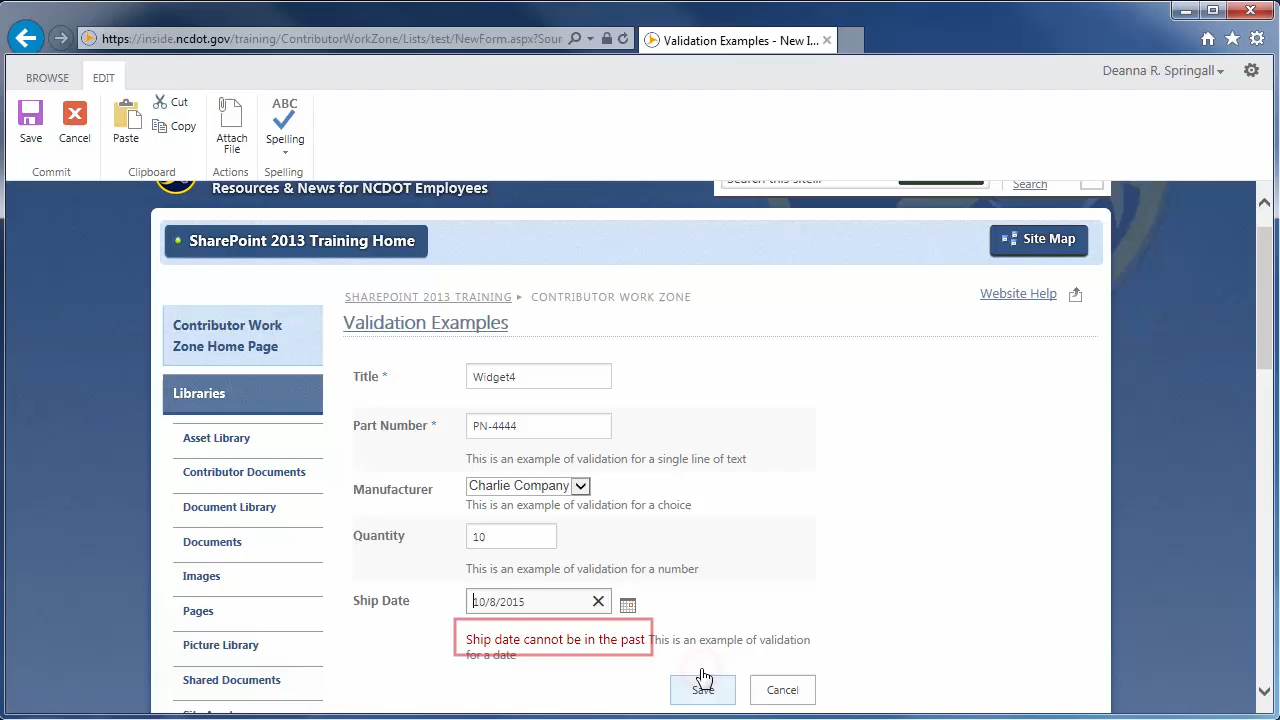 https://inside.ncdot.gov/training/ContributorWorkZone/Lists/test/NewForm.aspx?Sour
Validation Examples - New I...
BROWSE EDIT
Deanna R. Springall
Save
Cancel
Paste
Cut
Copy
Attach
File
ABC
Spelling
Commit
Clipboard
Actions
Spelling
Resources & News for NCDOT Employees
Search this site...
Search
SharePoint 2013 Training Home
Site Map
SHAREPOINT 2013 TRAINING ▸ CONTRIBUTOR WORK ZONE
Website Help
Contributor Work
Zone Home Page
Libraries
Asset Library
Contributor Documents
Document Library
Documents
Images
Pages
Picture Library
Shared Documents
Validation Examples
Title * Widget4
Part Number * PN-4444
This is an example of validation for a single line of text
Manufacturer Charlie Company
This is an example of validation for a choice
Quantity 10
This is an example of validation for a number
Ship Date 10/8/2015
Ship date cannot be in the past This is an example of validation
for a date
Save Cancel